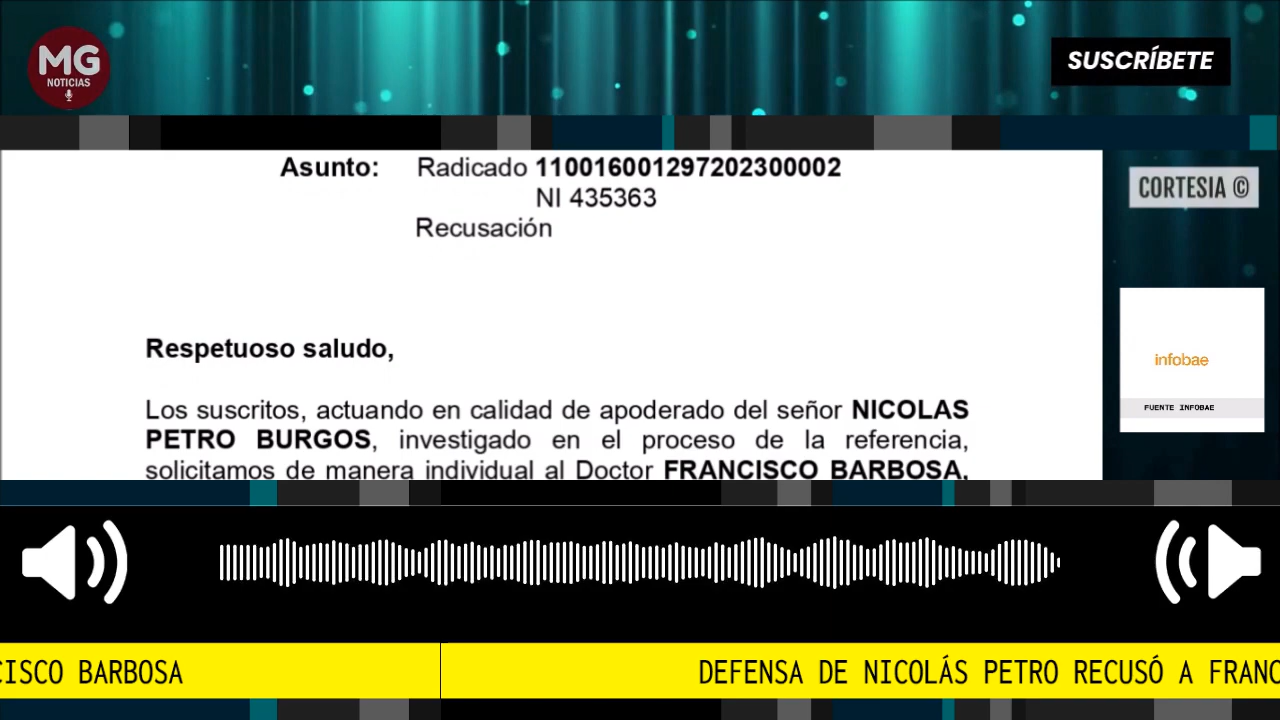 MG
NOTICIAS
SUSCRÍBETE
Asunto: Radicado 110016001297202300002
NI 435363
Recusación
CORTESIA ©
Respetuoso saludo,
infobae
FUENTE INFOBAE
Los suscritos, actuando en calidad de apoderado del señor NICOLAS
PETRO BURGOS, investigado en el proceso de la referencia,
solicitamos de manera individual al Doctor FRANCISCO BARBOSA,
CISCO BARBOSA
DEFENSA DE NICOLÁS PETRO RECUSÓ A FRANC